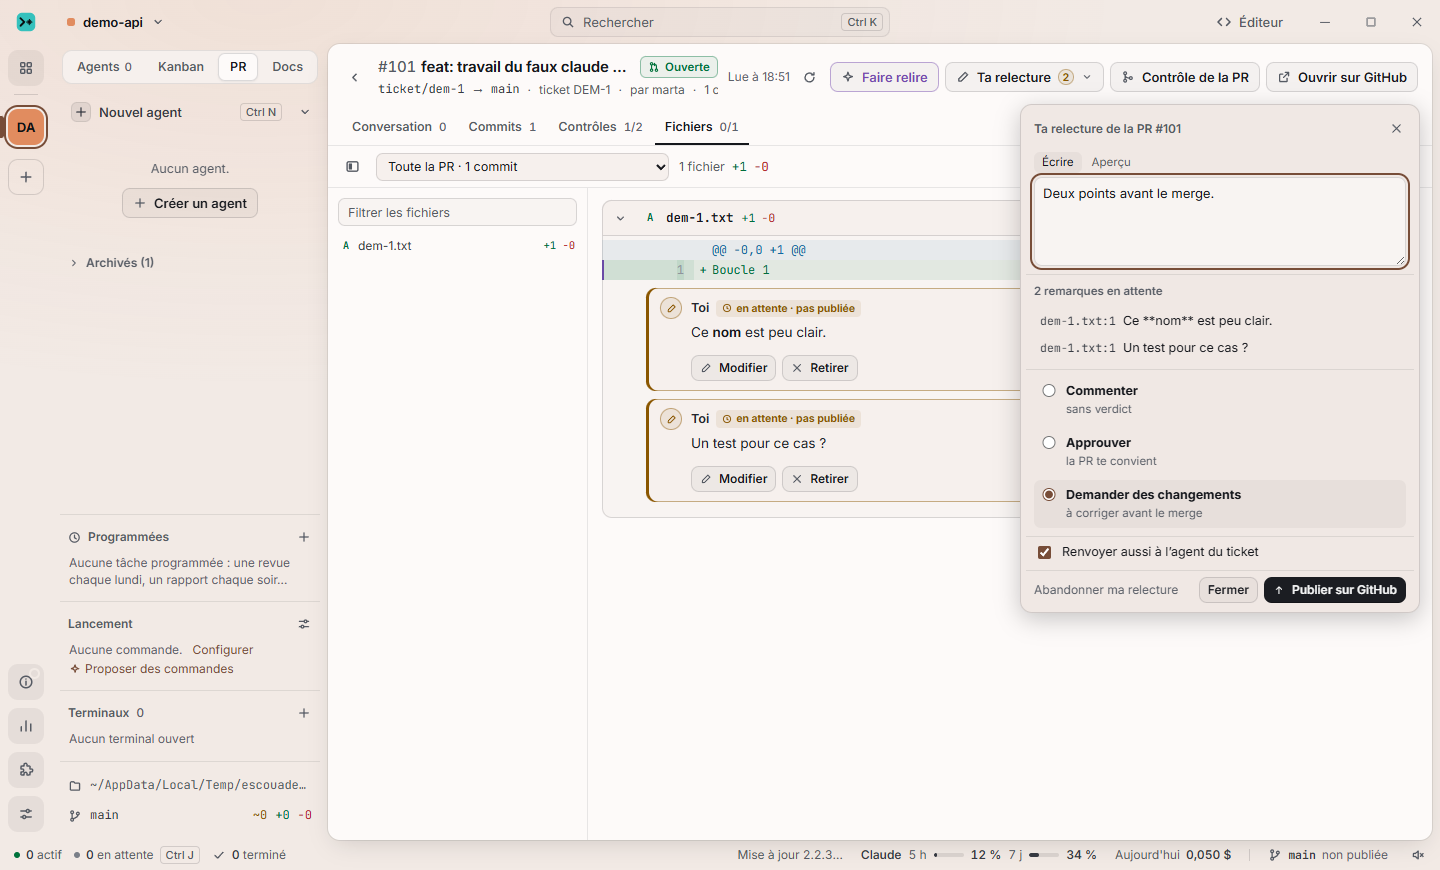 demo-api
Rechercher
Ctrl K
Éditeur
Agents 0
Kanban
PR
Docs
DA
Nouvel agent
Ctrl N
Aucun agent.
Créer un agent
Archivés (1)
Programmées
Aucune tâche programmée : une revue
chaque lundi, un rapport chaque soir...
Lancement
Aucune commande. Configurer
Proposer des commandes
Terminaux 0
Aucun terminal ouvert
~/AppData/Local/Temp/escouade…
main ~0 +0 -0
#101 feat: travail du faux claude ...
Ouverte
ticket/dem-1 → main · ticket DEM-1 · par marta · 1 c
Lue à 18:51
Faire relire
Ta relecture 2
Contrôle de la PR
Ouvrir sur GitHub
Conversation 0
Commits 1
Contrôles 1/2
Fichiers 0/1
Toute la PR · 1 commit
1 fichier +1 -0
Filtrer les fichiers
A dem-1.txt +1 -0
A dem-1.txt +1 -0
@@ -0,0 +1 @@
1 + Boucle 1
Toi en attente · pas publiée
Ce nom est peu clair.
Modifier
Retirer
Toi en attente · pas publiée
Un test pour ce cas ?
Modifier
Retirer
Ta relecture de la PR #101
Écrire
Aperçu
Deux points avant le merge.
2 remarques en attente
dem-1.txt:1 Ce **nom** est peu clair.
dem-1.txt:1 Un test pour ce cas ?
Commenter
sans verdict
Approuver
la PR te convient
Demander des changements
à corriger avant le merge
Renvoyer aussi à l'agent du ticket
Abandonner ma relecture
Fermer
Publier sur GitHub
0 actif
0 en attente
Ctrl J
0 terminé
Mise à jour 2.2.3...
Claude 5 h 12 % 7 j 34 %
Aujourd'hui 0,050 $
main non publiée